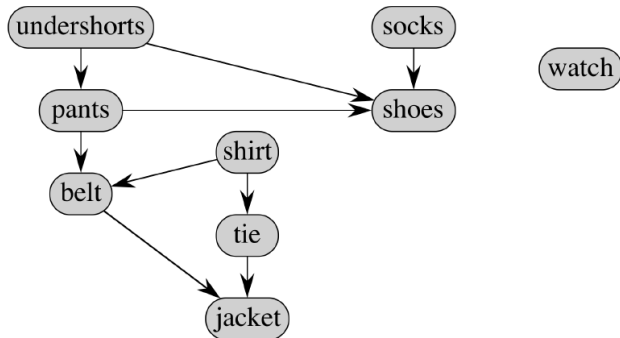 undershorts
socks
watch
pants
shoes
shirt
belt
tie
jacket